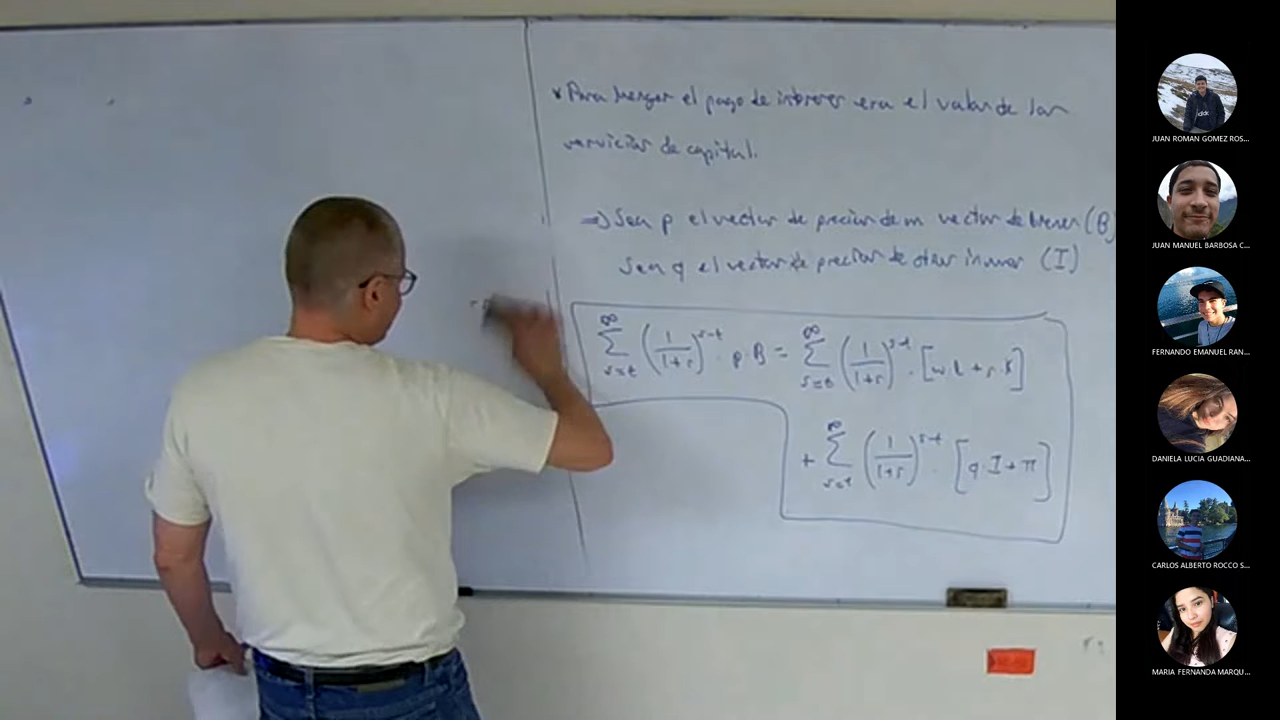 * Para Menger el pago de intereses era el valor de los
servicios de capital.
=> Sea p el vector de precios de un vector de bienes (B)
Sea q el vector de precios de otros insumos (I)
∞ Σ s=t (1/1+r)^s-t · p·B = ∞ Σ s=t (1/1+r)^s-t · [w·L + r·K]
+ ∞ Σ s=t (1/1+r)^s-t · [q·I + π]
JUAN ROMAN GOMEZ ROS...
JUAN MANUEL BARBOSA C...
FERNANDO EMANUEL RAN...
DANIELA LUCIA GUADIANA...
CARLOS ALBERTO ROCCO S...
MARIA FERNANDA MARQU...